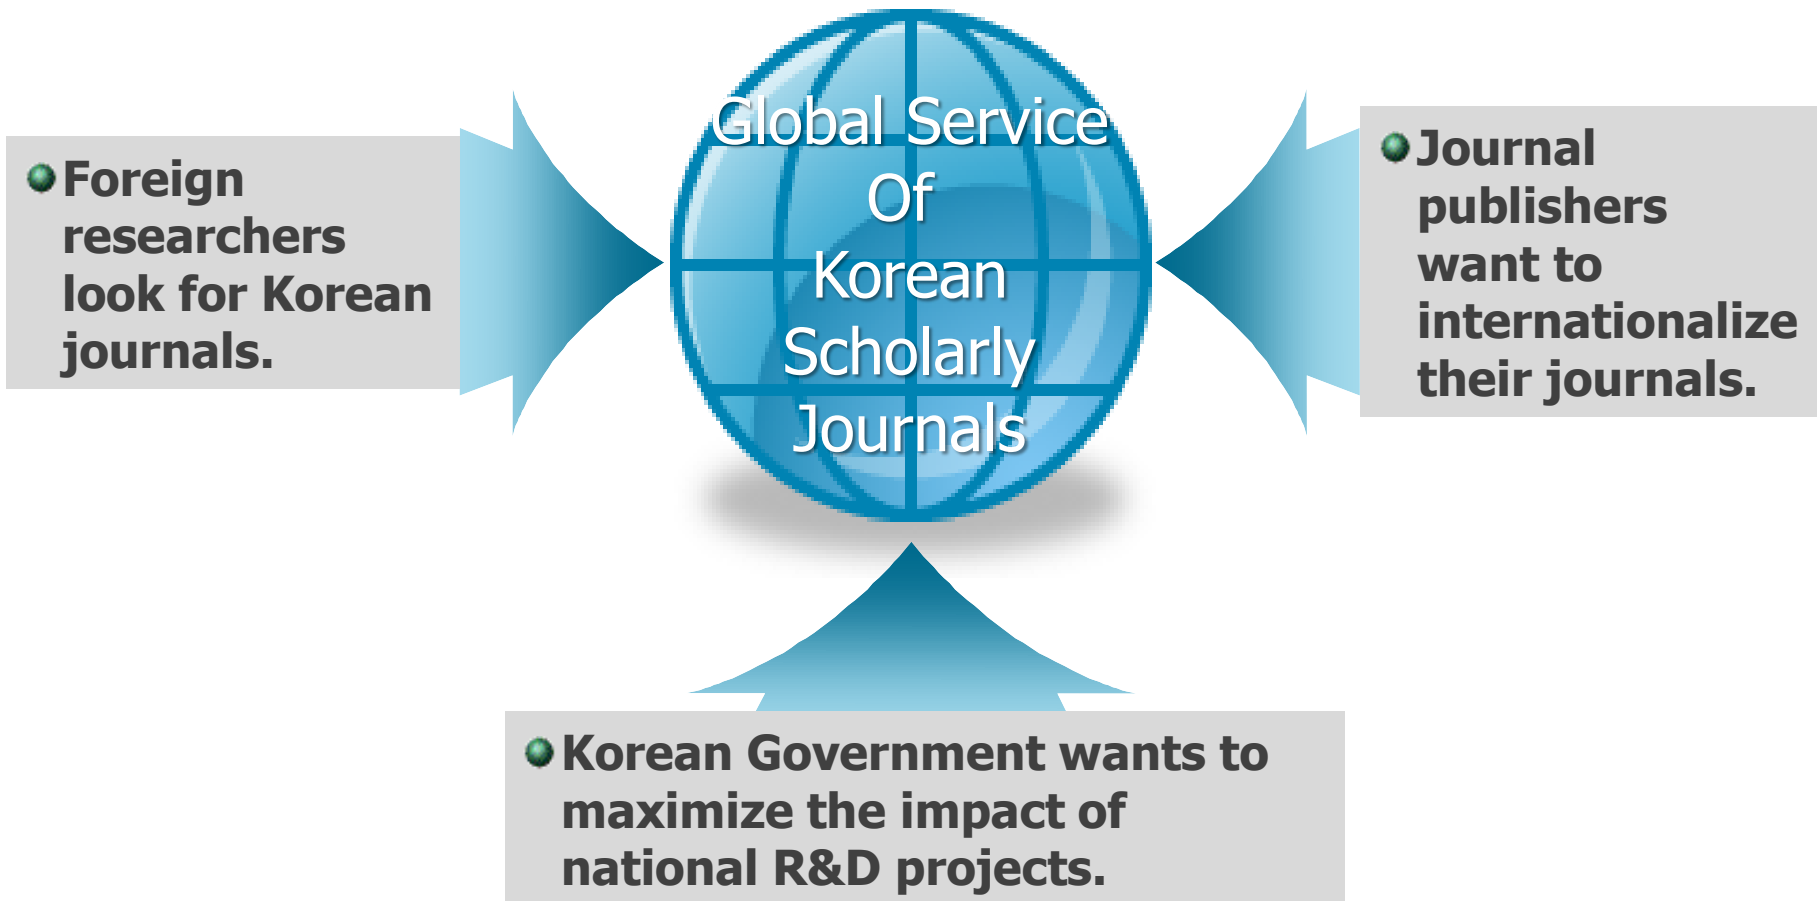 Global Service
Of
Korean
Scholarly
Journals
Foreign
researchers
look for Korean
journals.
Journal
publishers
want to
internationalize
their journals.
Korean Government wants to
maximize the impact of
national R&D projects.